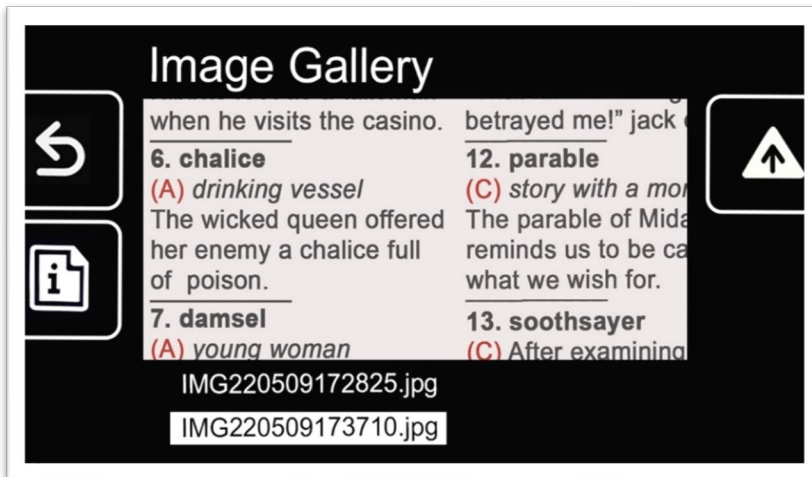 Image Gallery
when he visits the casino.
6. chalice
(A) drinking vessel
The wicked queen offered
her enemy a chalice full
of poison.
7. damsel
(A) young woman
betrayed me!" jack
12. parable
(C) story with a mor
The parable of Mida
reminds us to be ca
what we wish for.
13. soothsayer
(C) After examining
IMG220509172825.jpg
IMG220509173710.jpg